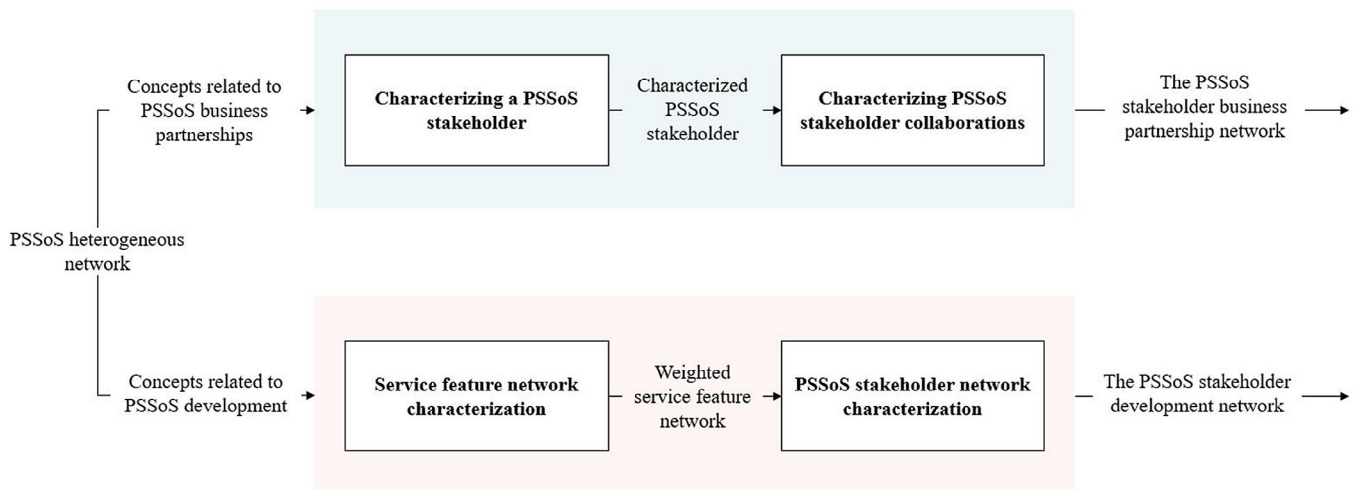 PSSoS heterogeneous
network
Concepts related to
PSSoS business
partnerships
Characterizing a PSSoS
stakeholder
Characterized
PSSoS
stakeholder
Characterizing PSSoS
stakeholder collaborations
The PSSoS
stakeholder business
partnership network
Concepts related to
PSSoS development
Service feature network
characterization
Weighted
service feature
network
PSSoS stakeholder network
characterization
The PSSoS stakeholder
development network